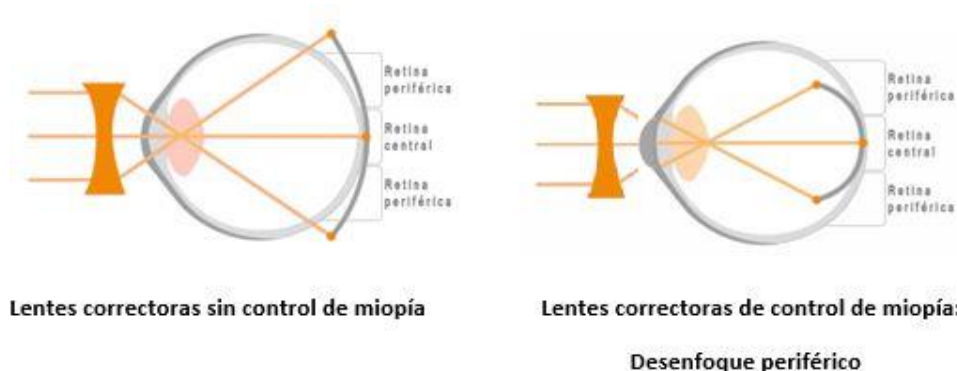 Retina
periférica
Retina
central
Retina
periférica
Retina
periférica
Retina
central
Retina
periférica
Lentes correctoras sin control de miopía
Lentes correctoras de control de miopía:
Desenfoque periférico